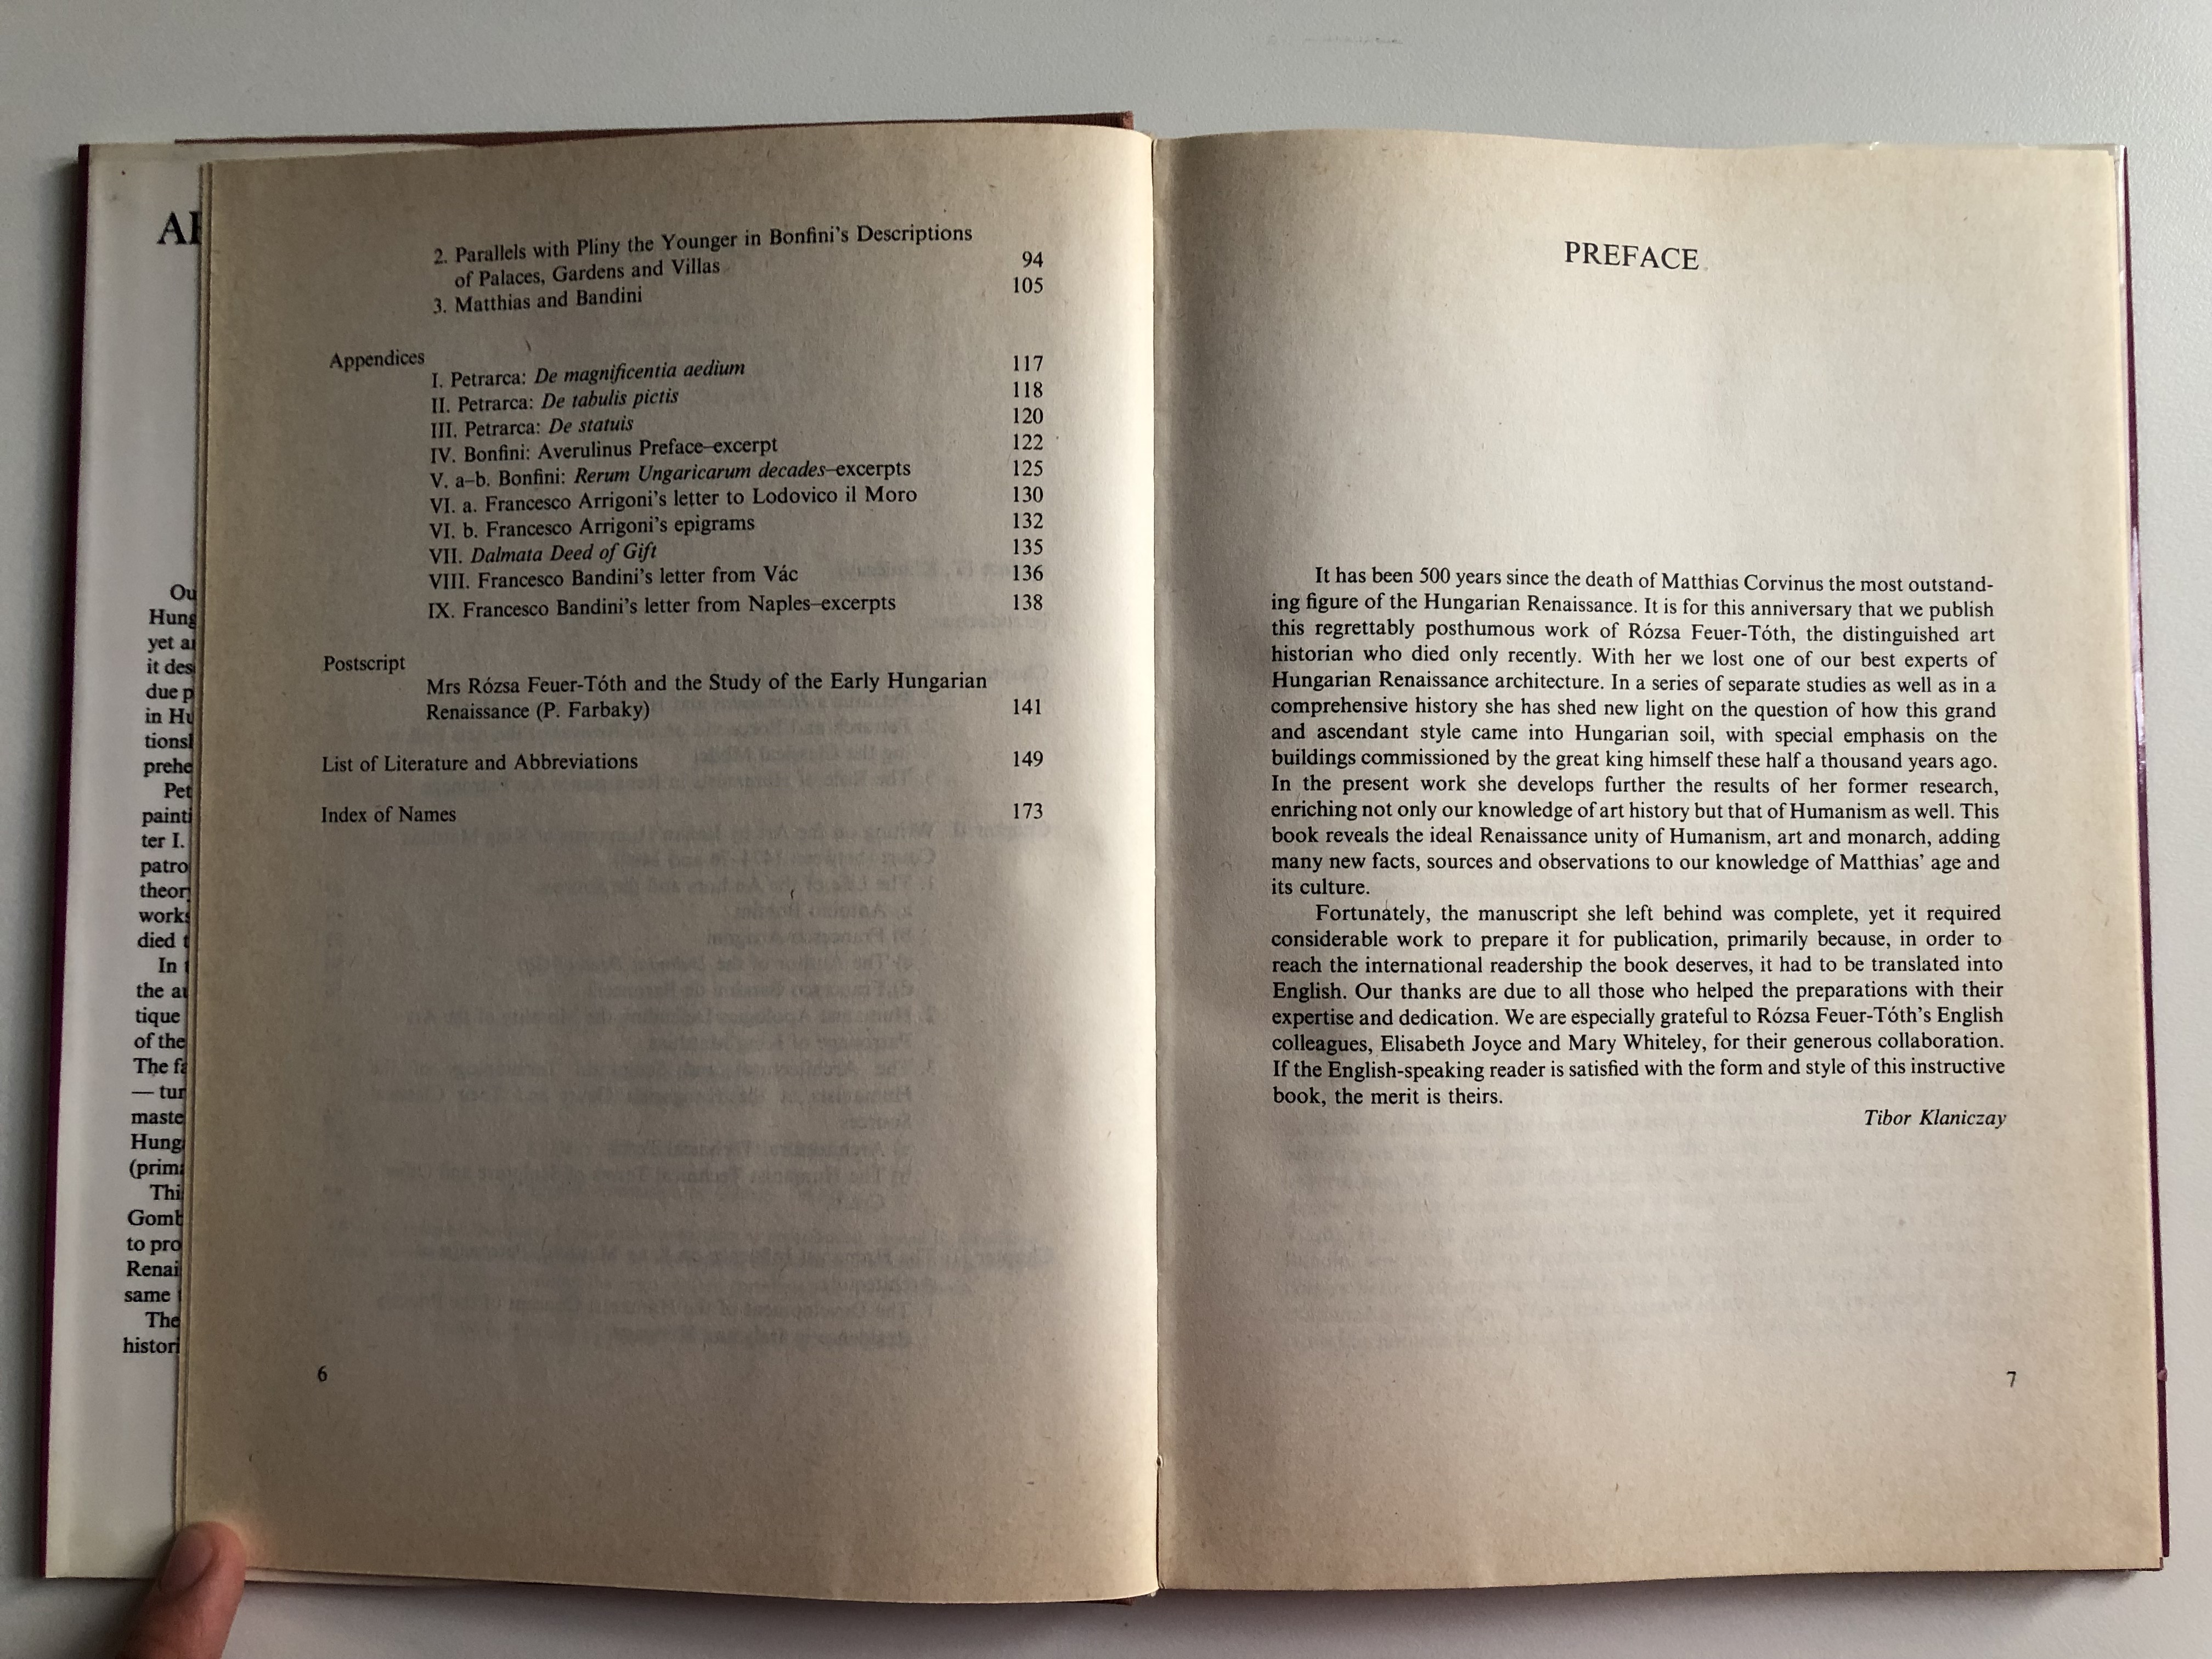 2. Parallels with Pliny the Younger in Bonfini's Descriptions
of Palaces, Gardens and Villas 94
3. Matthias and Bandini 105
Appendices
I. Petrarca: De magnificentia aedium 117
II. Petrarca: De tabulis pictis 118
III. Petrarca: De statuis 120
IV. Bonfini: Averulinus Preface–excerpt 122
V. a–b. Bonfini: Rerum Ungaricarum decades–excerpts 125
VI. a. Francesco Arrigoni's letter to Lodovico il Moro 130
VI. b. Francesco Arrigoni's epigrams 132
VII. Dalmata Deed of Gift 135
VIII. Francesco Bandini's letter from Vác 136
IX. Francesco Bandini's letter from Naples–excerpts 138
Postscript
Mrs Rózsa Feuer-Tóth and the Study of the Early Hungarian
Renaissance (P. Farbaky) 141
List of Literature and Abbreviations 149
Index of Names 173
6
PREFACE
It has been 500 years since the death of Matthias Corvinus the most outstand-
ing figure of the Hungarian Renaissance. It is for this anniversary that we publish
this regrettably posthumous work of Rózsa Feuer-Tóth, the distinguished art
historian who died only recently. With her we lost one of our best experts of
Hungarian Renaissance architecture. In a series of separate studies as well as in a
comprehensive history she has shed new light on the question of how this grand
and ascendant style came into Hungarian soil, with special emphasis on the
buildings commissioned by the great king himself these half a thousand years ago.
In the present work she develops further the results of her former research,
enriching not only our knowledge of art history but that of Humanism as well. This
book reveals the ideal Renaissance unity of Humanism, art and monarch, adding
many new facts, sources and observations to our knowledge of Matthias' age and
its culture.
Fortunately, the manuscript she left behind was complete, yet it required
considerable work to prepare it for publication, primarily because, in order to
reach the international readership the book deserves, it had to be translated into
English. Our thanks are due to all those who helped the preparations with their
expertise and dedication. We are especially grateful to Rózsa Feuer-Tóth's English
colleagues, Elisabeth Joyce and Mary Whiteley, for their generous collaboration.
If the English-speaking reader is satisfied with the form and style of this instructive
book, the merit is theirs.
Tibor Klaniczay
7